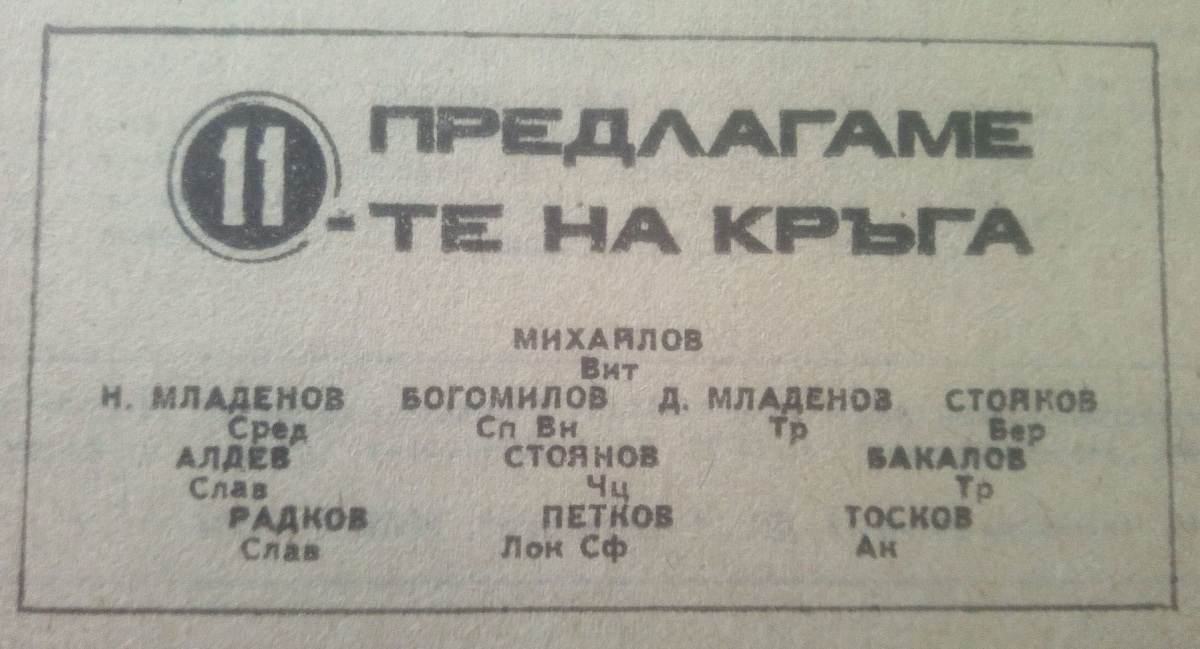 ПРЕДЛАГАМЕ
11-ТЕ НА КРЪГА
МИХАЙЛОВ
Вит
Н. МЛАДЕНОВ БОГОМИЛОВ Д. МЛАДЕНОВ СТОЯКОВ
Сред Сп Вн Тр Бер
АЛДЕВ СТОЯНОВ БАКАЛОВ
Слав Чц Тр
РАДКОВ ПЕТКОВ ТОСКОВ
Слав Лок Сф Ак